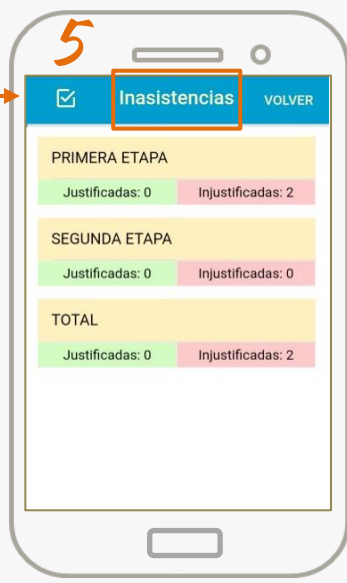 5
Inasistencias VOLVER
PRIMERA ETAPA
Justificadas: 0 Injustificadas: 2
SEGUNDA ETAPA
Justificadas: 0 Injustificadas: 0
TOTAL
Justificadas: 0 Injustificadas: 2